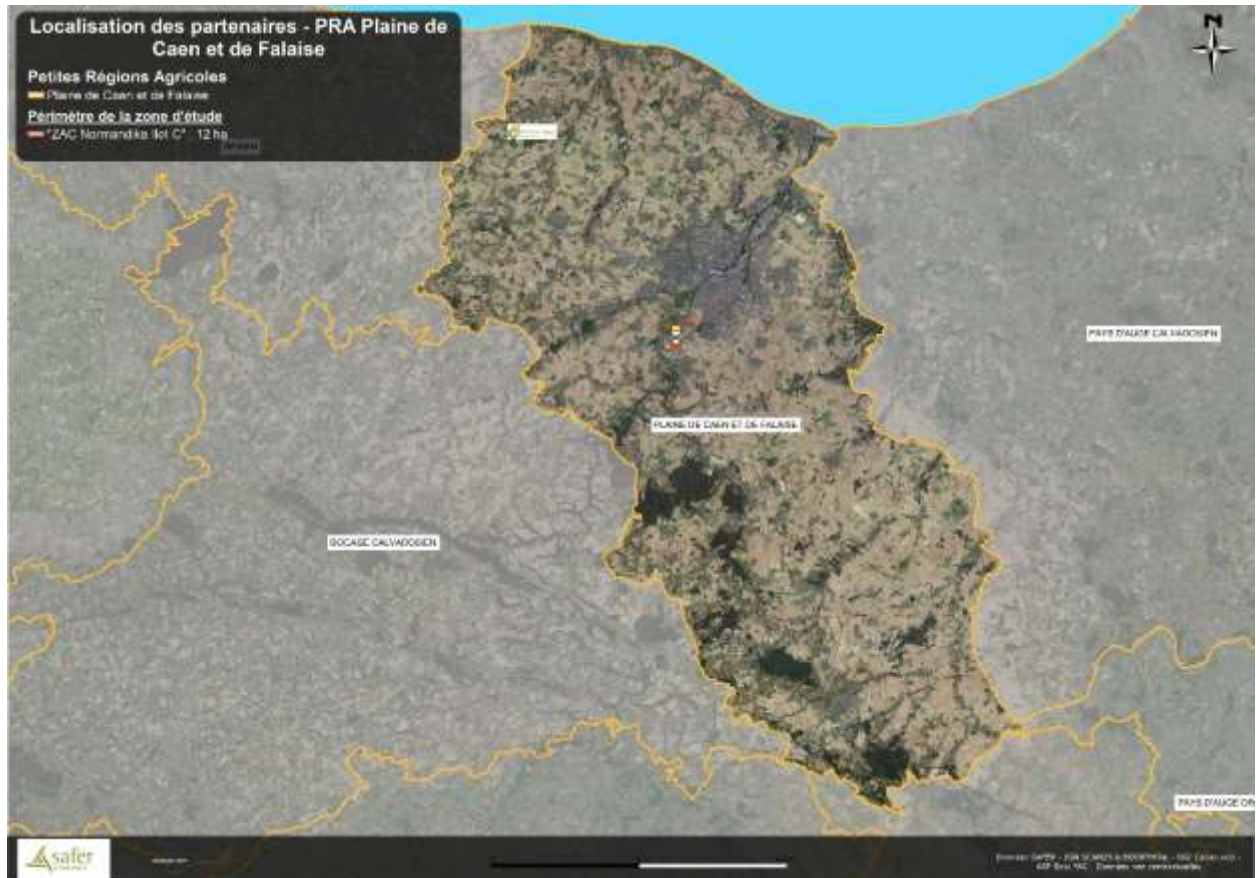 Localisation des partenaires - PRA Plaine de
Caen et de Falaise
Petites Régions Agricoles
Plaine de Caen et de Falaise
Périmètre de la zone d'étude
"ZAC Normandika Ilot C" 12 ha
N
PAYS D'AUGE CALVADOSIEN
PLAINE DE CAEN ET DE FALAISE
BOCAGE CALVADOSIEN
PAYS D'AUGE OR
safer